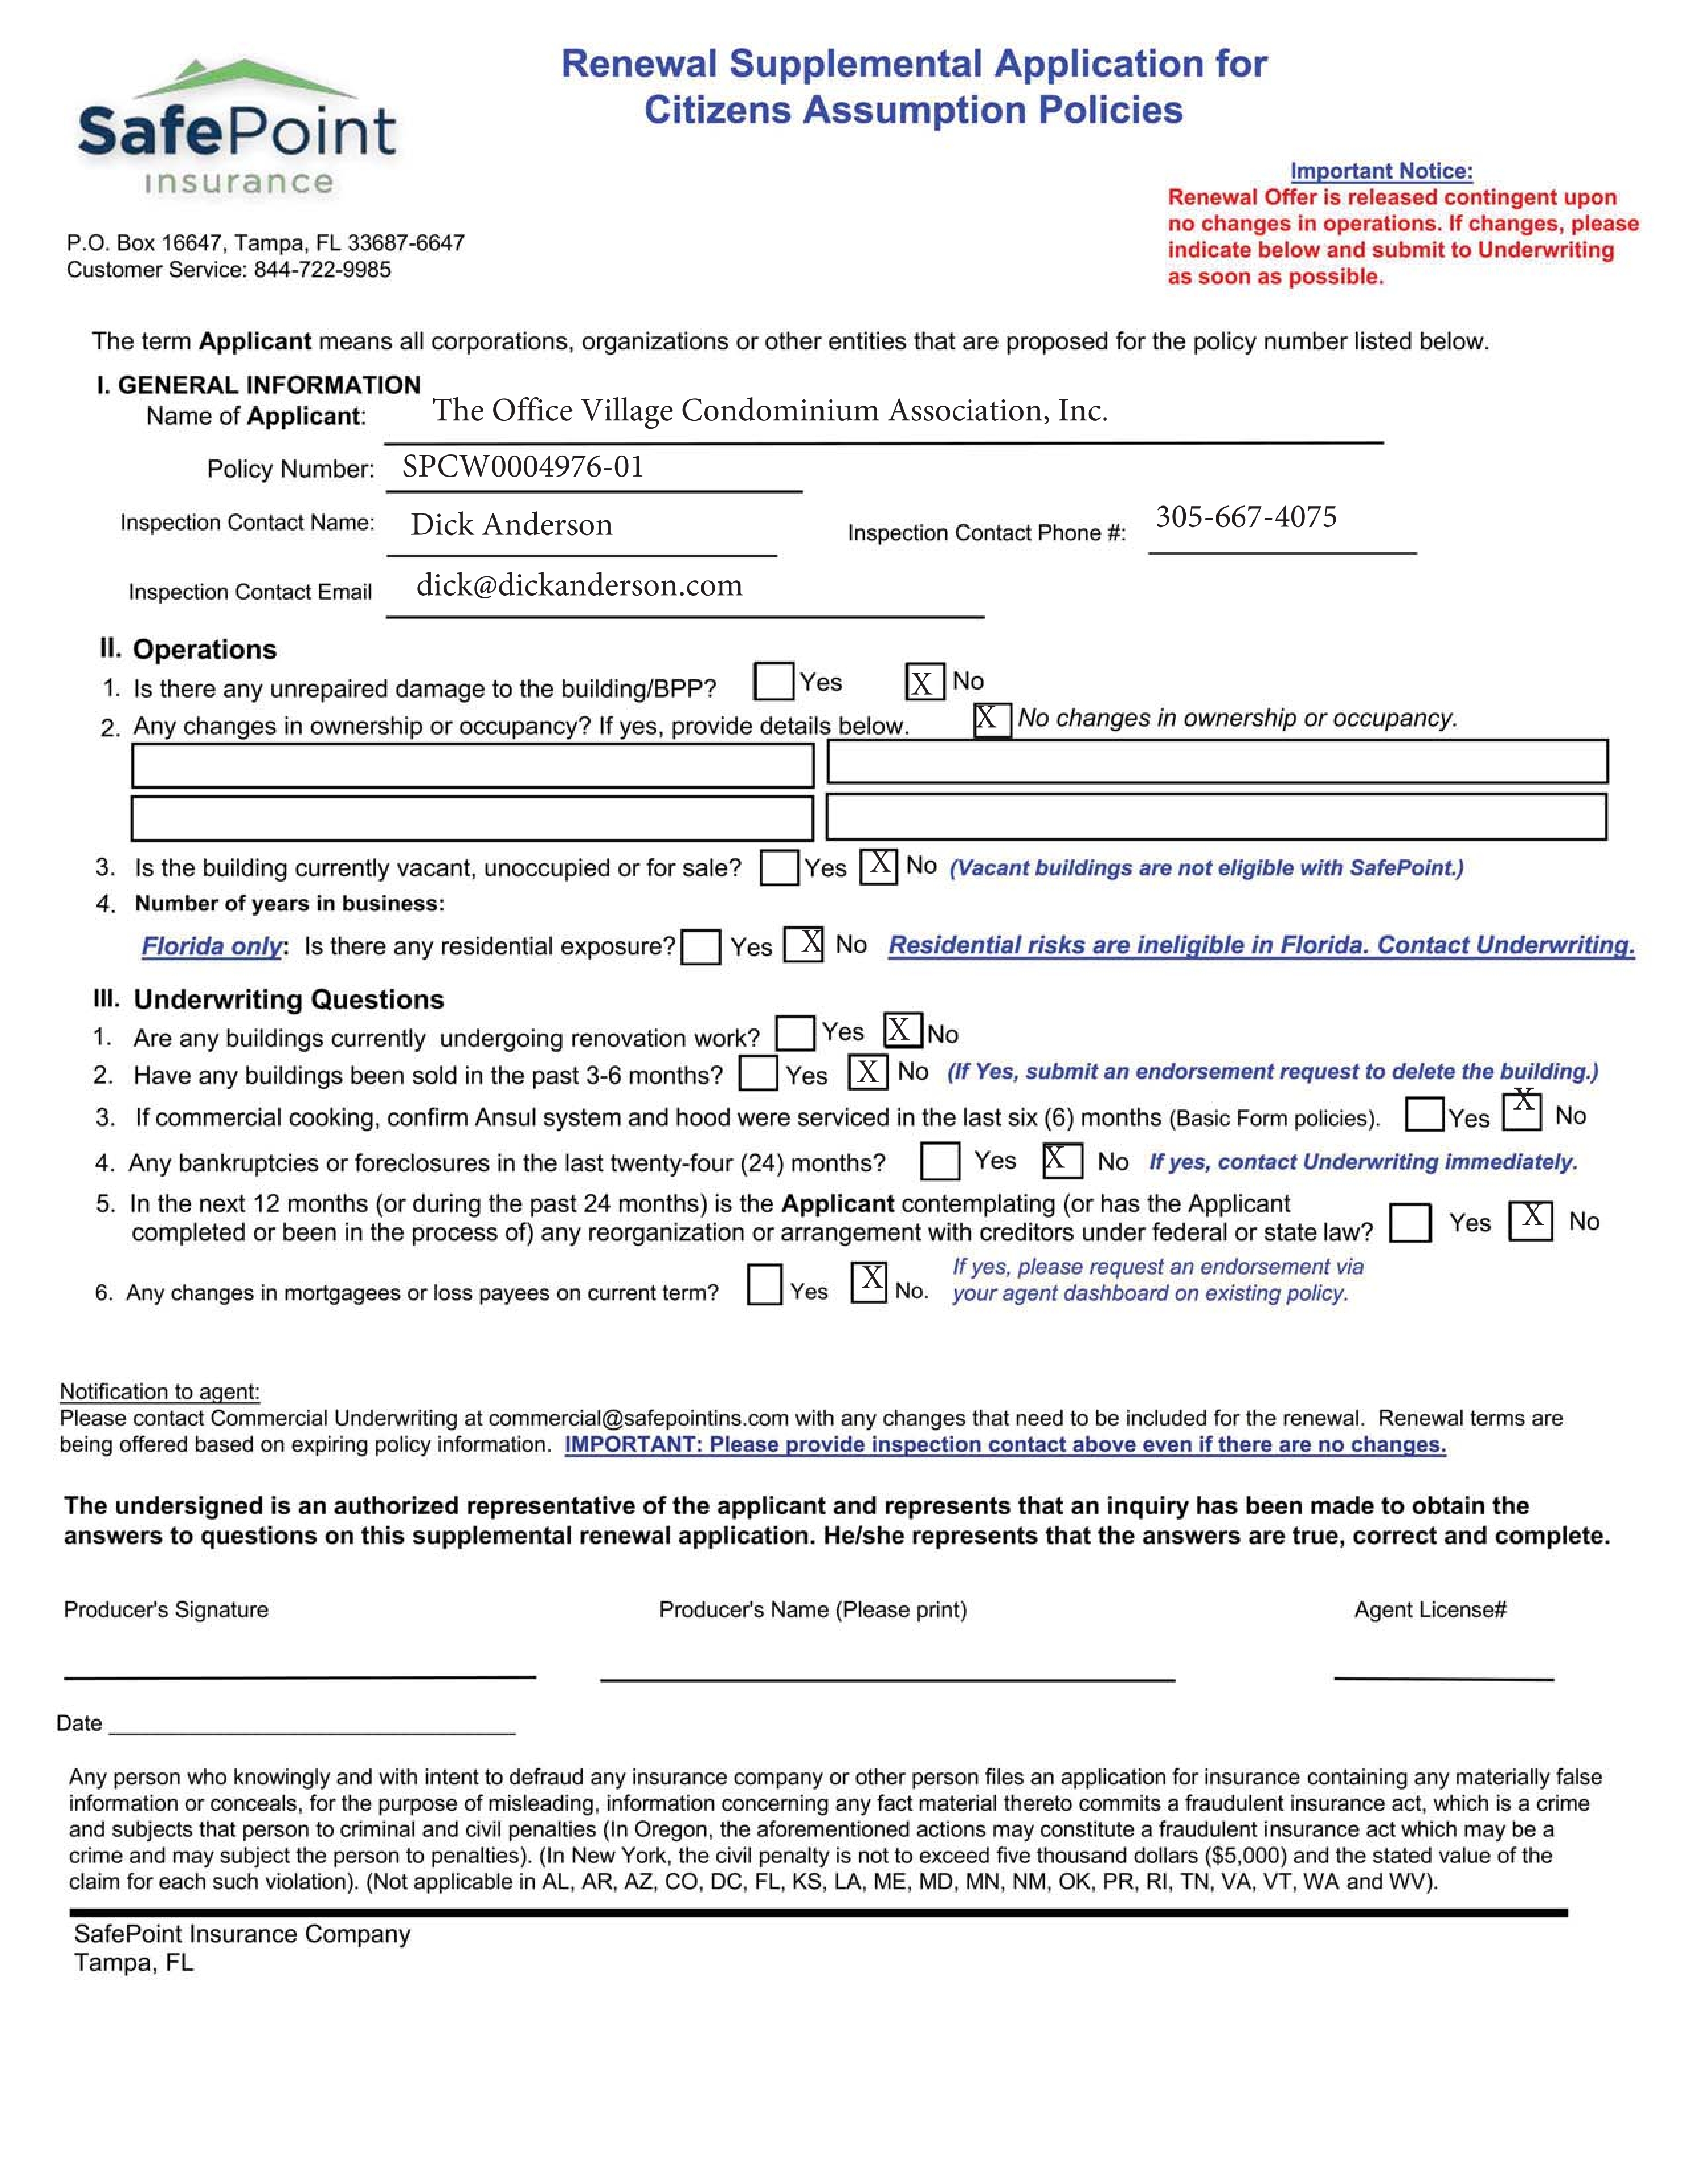 SafePoint
insurance
Renewal Supplemental Application for
Citizens Assumption Policies
Important Notice:
Renewal Offer is released contingent upon
no changes in operations. If changes, please
indicate below and submit to Underwriting
as soon as possible.
P.O. Box 16647, Tampa, FL 33687-6647
Customer Service: 844-722-9985
The term Applicant means all corporations, organizations or other entities that are proposed for the policy number listed below.
I. GENERAL INFORMATION
Name of Applicant: The Office Village Condominium Association, Inc.
Policy Number: SPCW0004976-01
Inspection Contact Name: Dick Anderson Inspection Contact Phone #: 305-667-4075
Inspection Contact Email dick@dickanderson.com
II. Operations
1. Is there any unrepaired damage to the building/BPP? Yes X No
2. Any changes in ownership or occupancy? If yes, provide details below. X No changes in ownership or occupancy.
3. Is the building currently vacant, unoccupied or for sale? Yes X No (Vacant buildings are not eligible with SafePoint.)
4. Number of years in business:
Florida only: Is there any residential exposure? Yes X No Residential risks are ineligible in Florida. Contact Underwriting.
III. Underwriting Questions
1. Are any buildings currently undergoing renovation work? Yes X No
2. Have any buildings been sold in the past 3-6 months? Yes X No (If Yes, submit an endorsement request to delete the building.)
3. If commercial cooking, confirm Ansul system and hood were serviced in the last six (6) months (Basic Form policies). Yes X No
4. Any bankruptcies or foreclosures in the last twenty-four (24) months? Yes X No If yes, contact Underwriting immediately.
5. In the next 12 months (or during the past 24 months) is the Applicant contemplating (or has the Applicant
completed or been in the process of) any reorganization or arrangement with creditors under federal or state law? Yes X No
6. Any changes in mortgagees or loss payees on current term? Yes X No. If yes, please request an endorsement via
your agent dashboard on existing policy.
Notification to agent:
Please contact Commercial Underwriting at commercial@safepointins.com with any changes that need to be included for the renewal. Renewal terms are
being offered based on expiring policy information. IMPORTANT: Please provide inspection contact above even if there are no changes.
The undersigned is an authorized representative of the applicant and represents that an inquiry has been made to obtain the
answers to questions on this supplemental renewal application. He/she represents that the answers are true, correct and complete.
Producer's Signature Producer's Name (Please print) Agent License#
Date
Any person who knowingly and with intent to defraud any insurance company or other person files an application for insurance containing any materially false
information or conceals, for the purpose of misleading, information concerning any fact material thereto commits a fraudulent insurance act, which is a crime
and subjects that person to criminal and civil penalties (In Oregon, the aforementioned actions may constitute a fraudulent insurance act which may be a
crime and may subject the person to penalties). (In New York, the civil penalty is not to exceed five thousand dollars ($5,000) and the stated value of the
claim for each such violation). (Not applicable in AL, AR, AZ, CO, DC, FL, KS, LA, ME, MD, MN, NM, OK, PR, RI, TN, VA, VT, WA and WV).
SafePoint Insurance Company
Tampa, FL